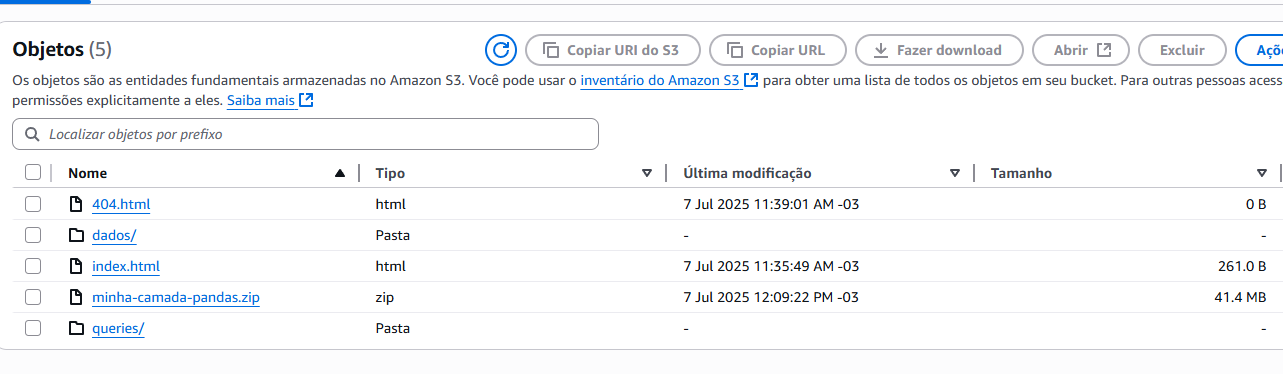 Objetos (5)
Copiar URI do S3
Copiar URL
Fazer download
Abrir
Excluir
Açõ
Os objetos são as entidades fundamentais armazenadas no Amazon S3. Você pode usar o inventário do Amazon S3 para obter uma lista de todos os objetos em seu bucket. Para outras pessoas acess
permissões explicitamente a eles. Saiba mais
Localizar objetos por prefixo
Nome Tipo Última modificação Tamanho
404.html html 7 Jul 2025 11:39:01 AM -03 0 B
dados/ Pasta - -
index.html html 7 Jul 2025 11:35:49 AM -03 261.0 B
minha-camada-pandas.zip zip 7 Jul 2025 12:09:22 PM -03 41.4 MB
queries/ Pasta - -